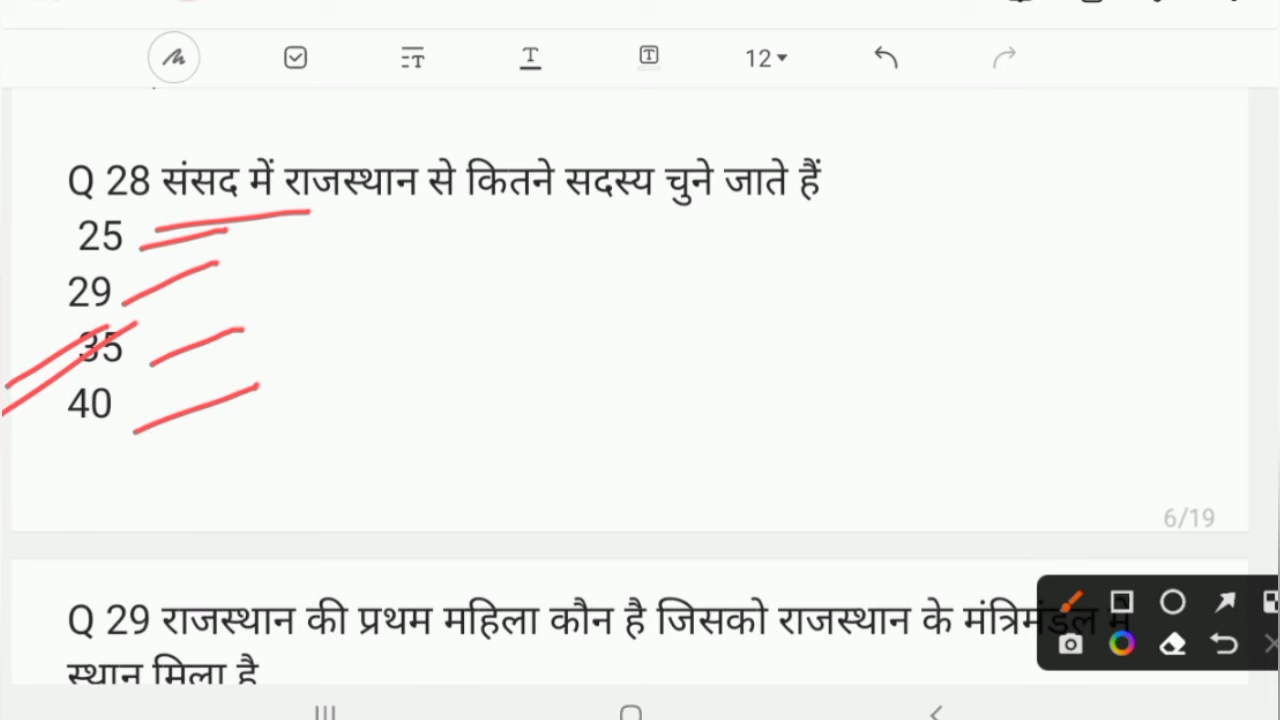 12
Q 28 संसद में राजस्थान से कितने सदस्य चुने जाते हैं
25
29
35
40
6/19
Q 29 राजस्थान की प्रथम महिला कौन है जिसको राजस्थान के मंत्रिमंडल में
स्थान मिला है